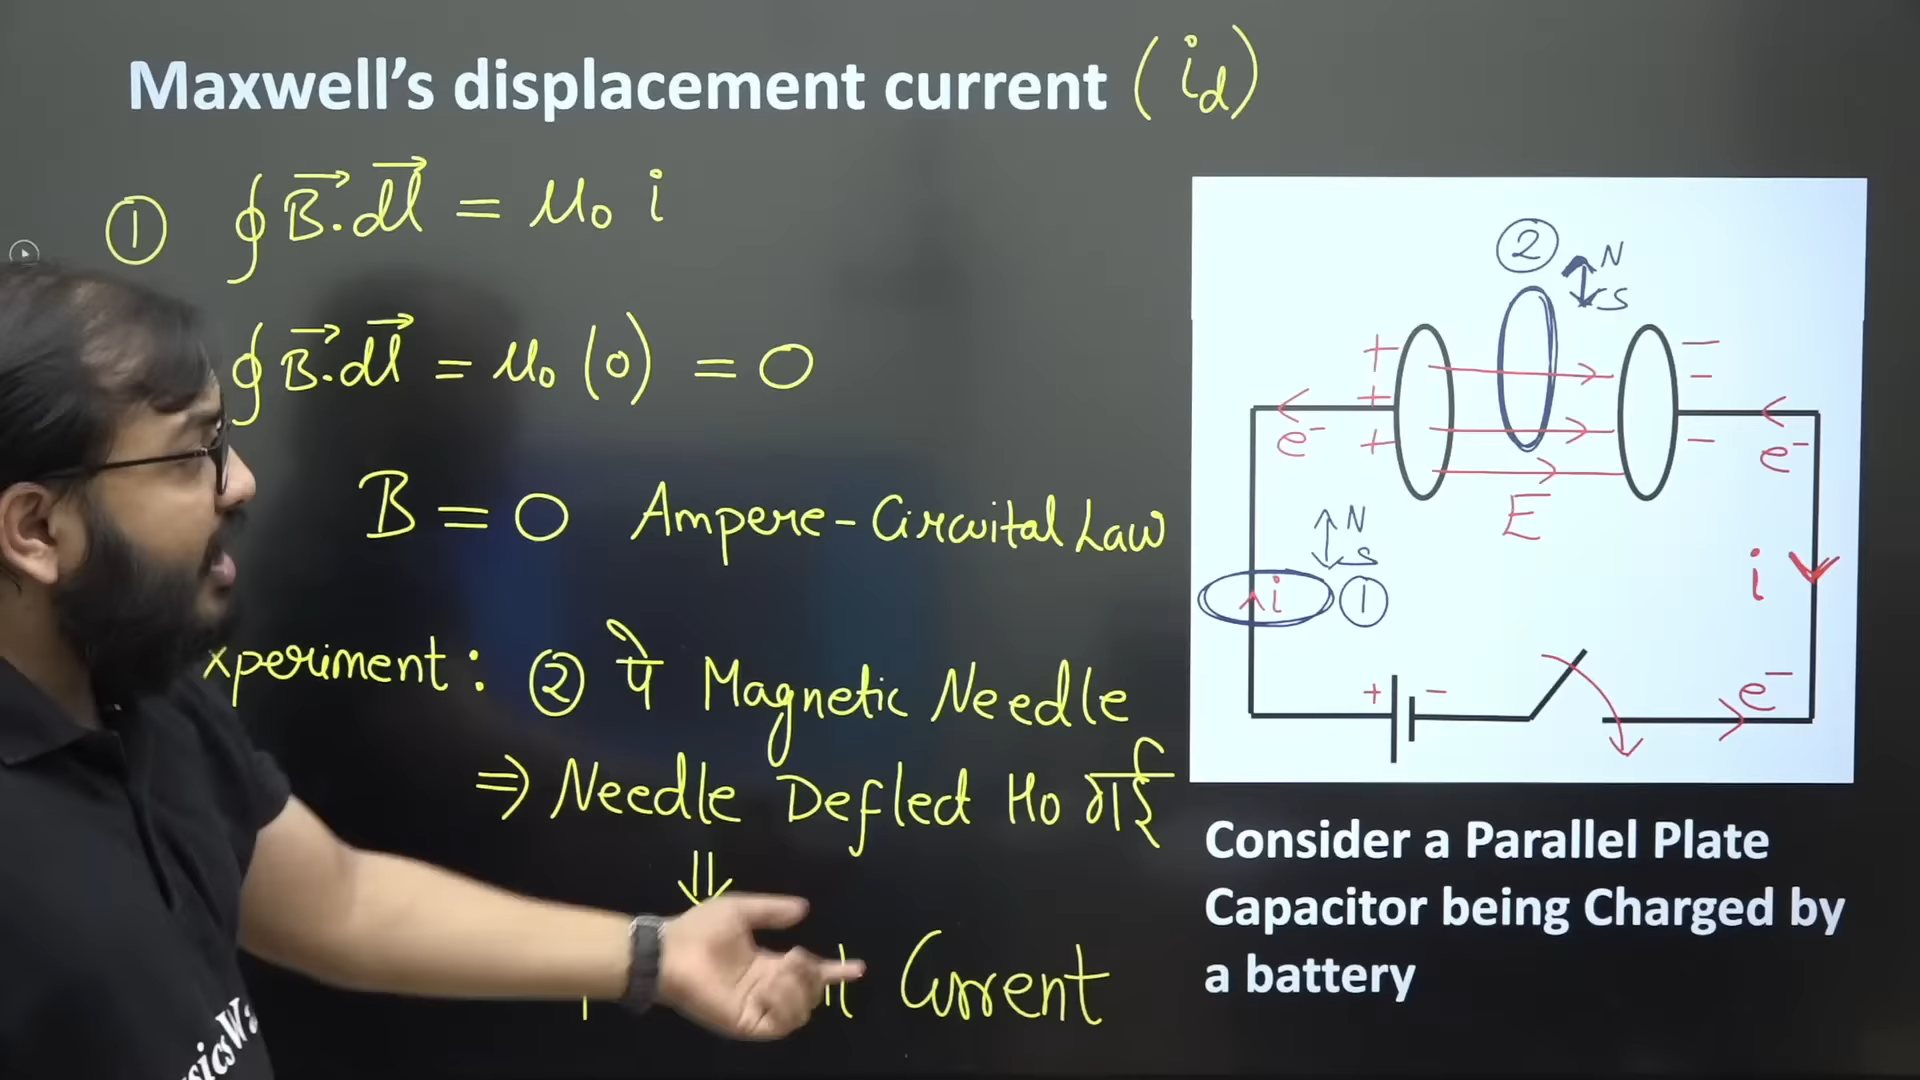 Maxwell's displacement current (i_d)
① ∮ B⃗.dl⃗ = μ₀ i
∮ B⃗.dl⃗ = μ₀ (0) = 0
B = 0 Ampere-Circuital Law
xperiment : ② पे Magnetic Needle
⇒ Needle Deflect Ho गई
⇓
Current
②
N
S
+ + +
− − −
e⁻
e⁻
E
N
S
i ①
i
+ −
e⁻
Consider a Parallel Plate
Capacitor being Charged by
a battery